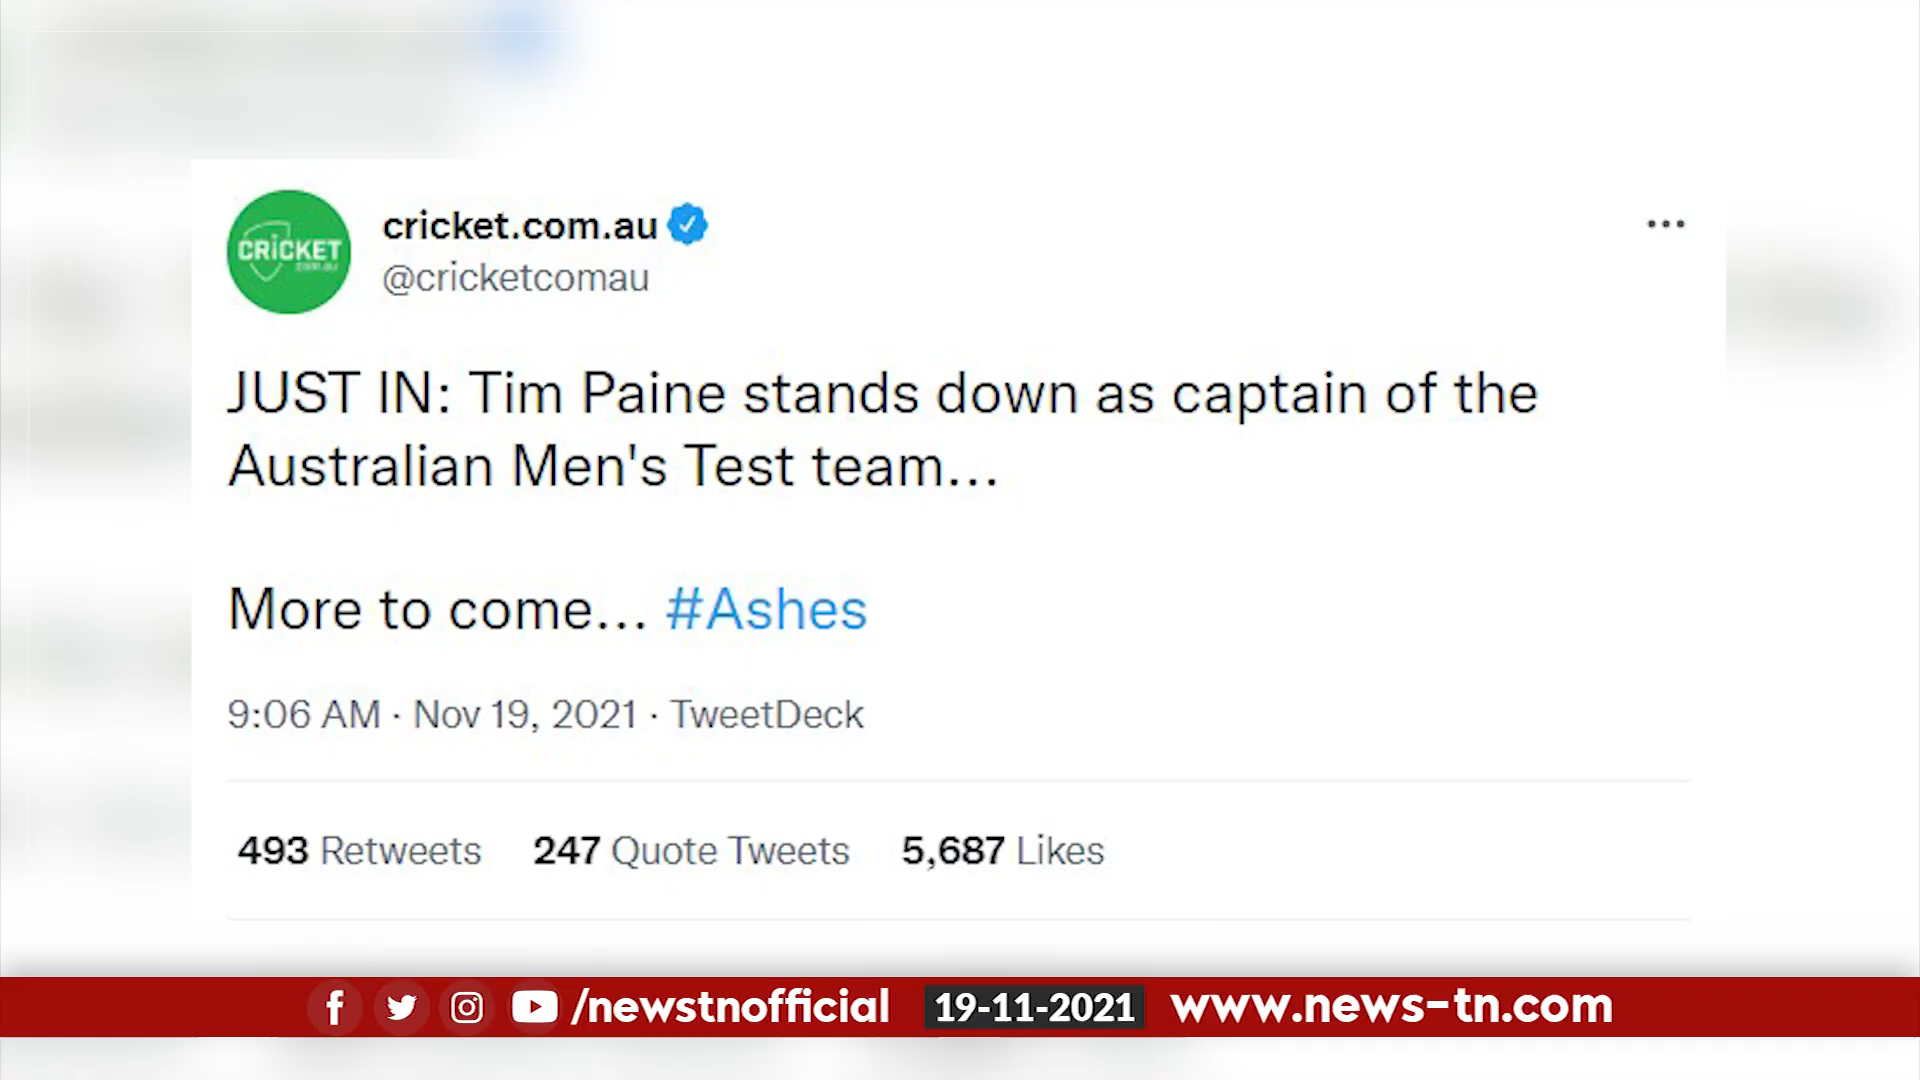 CRICKET
.com.au
cricket.com.au
@cricketcomau
JUST IN: Tim Paine stands down as captain of the
Australian Men's Test team...
More to come... #Ashes
9:06 AM · Nov 19, 2021 · TweetDeck
493 Retweets 247 Quote Tweets 5,687 Likes
/newstnofficial 19-11-2021 www.news-tn.com